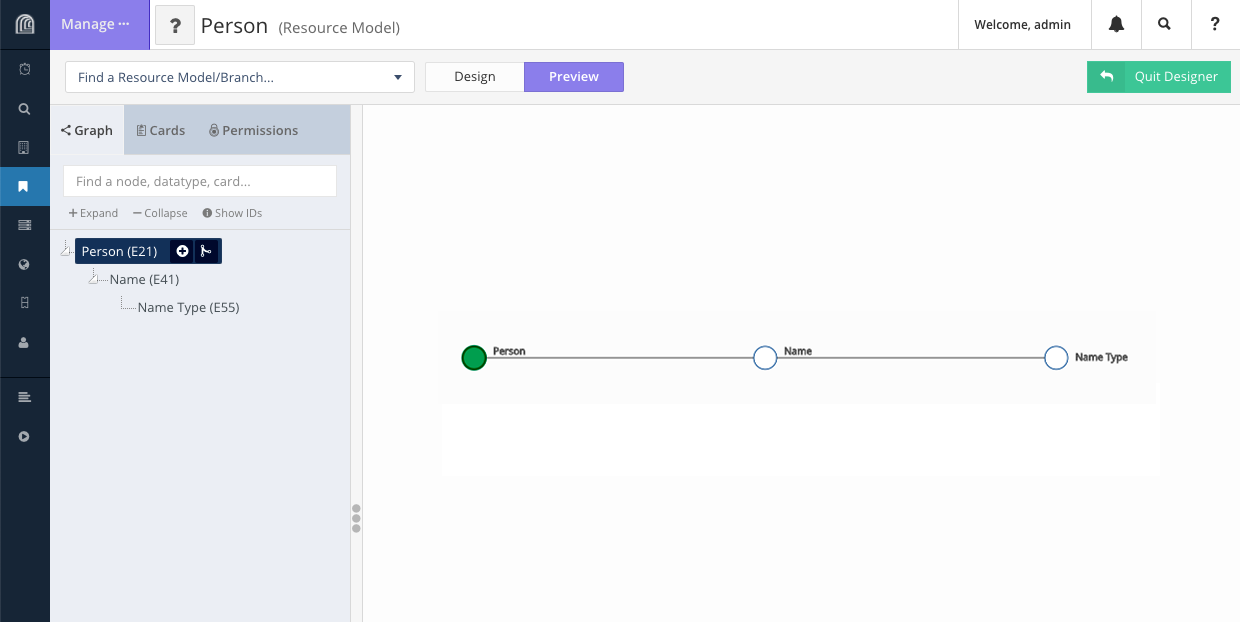 Manage ...
? Person (Resource Model)
Welcome, admin
?
Find a Resource Model/Branch...
Design
Preview
Quit Designer
Graph
Cards
Permissions
Find a node, datatype, card...
Expand
Collapse
Show IDs
Person (E21)
Name (E41)
Name Type (E55)
Person
Name
Name Type